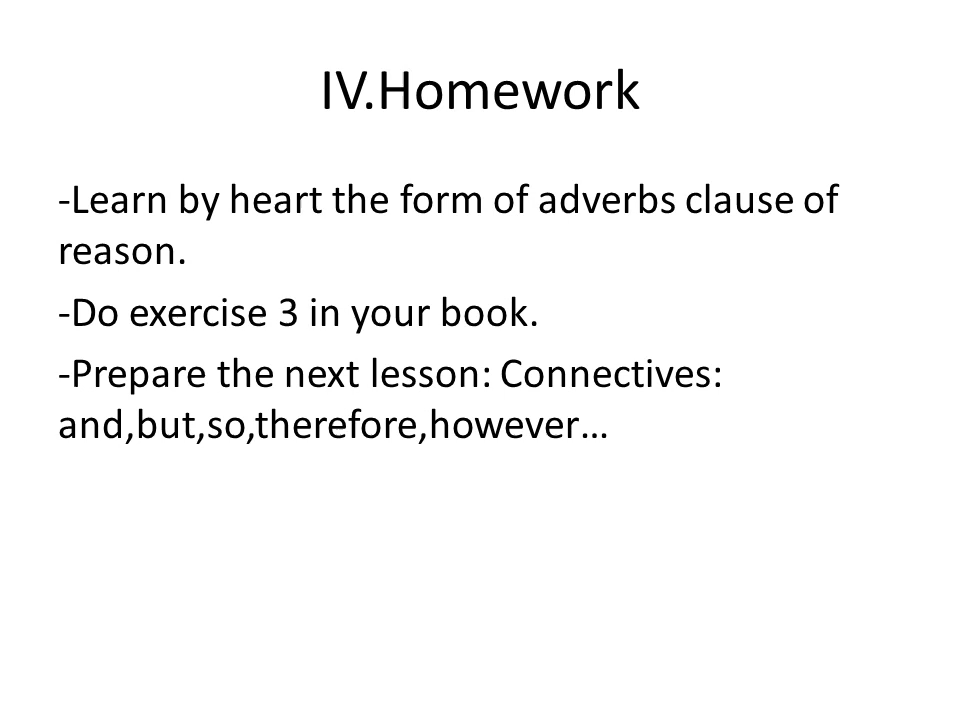 IV.Homework
-Learn by heart the form of adverbs clause of
reason.
-Do exercise 3 in your book.
-Prepare the next lesson: Connectives:
and,but,so,therefore,however…